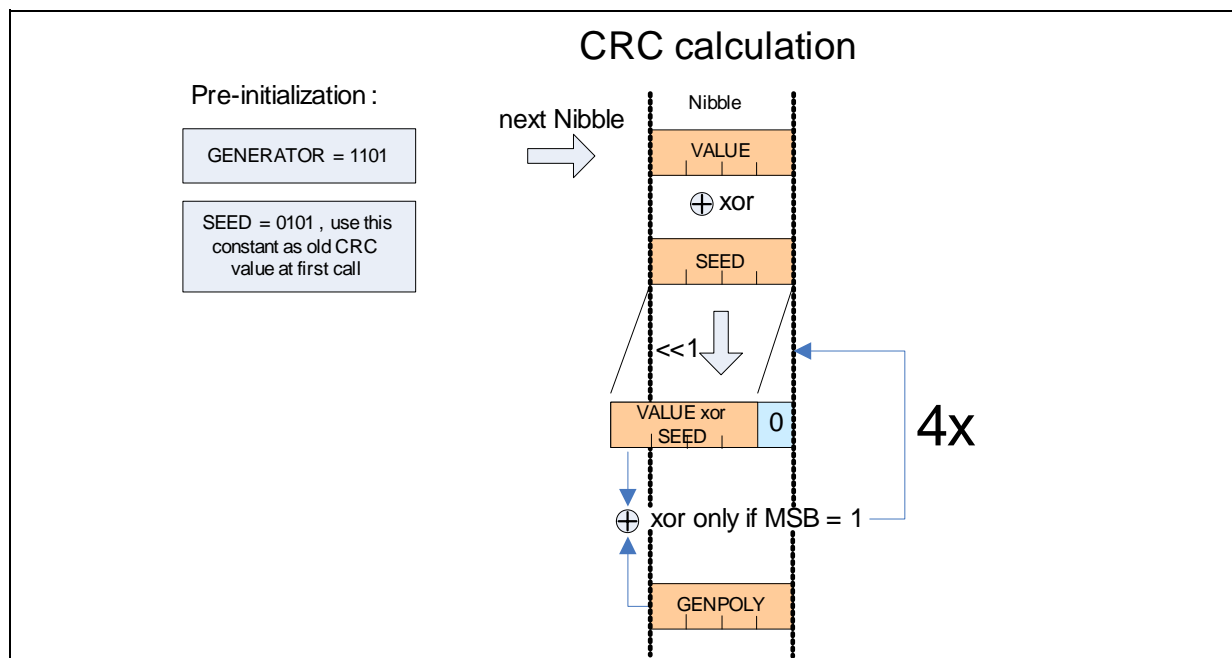 CRC calculation
Pre-initialization :
GENERATOR = 1101
SEED = 0101 , use this
constant as old CRC
value at first call
next Nibble
Nibble
VALUE
xor
SEED
<<1
VALUE xor
SEED
0
4x
xor only if MSB = 1
GENPOLY